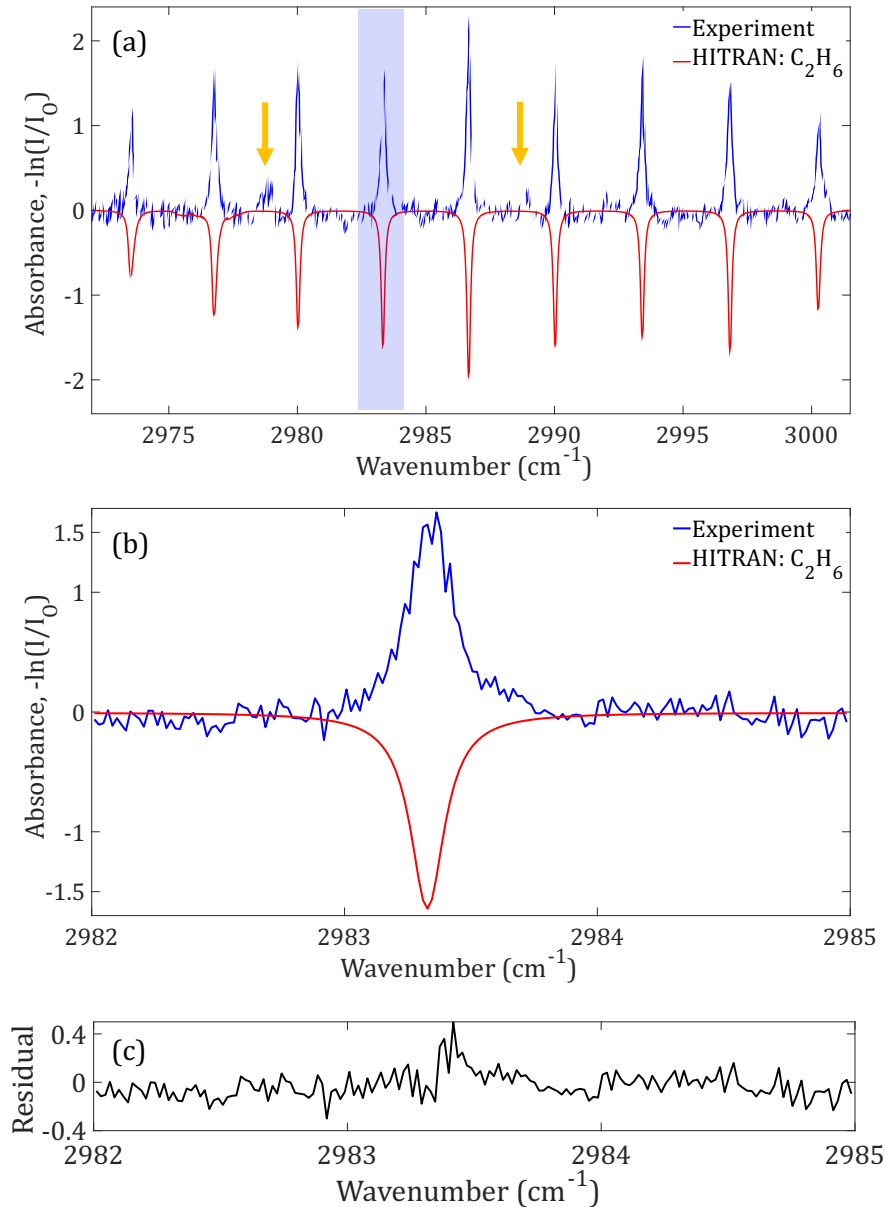 (a)
Experiment
HITRAN: C2H6
Absorbance, -ln(I/IO)
2
1
0
-1
-2
2975 2980 2985 2990 2995 3000
Wavenumber (cm-1)
(b)
Experiment
HITRAN: C2H6
Absorbance, -ln(I/IO)
1.5
1
0
-1
-1.5
2982 2983 2984 2985
Wavenumber (cm-1)
(c)
Residual
0.4
0
-0.4
2982 2983 2984 2985
Wavenumber (cm-1)